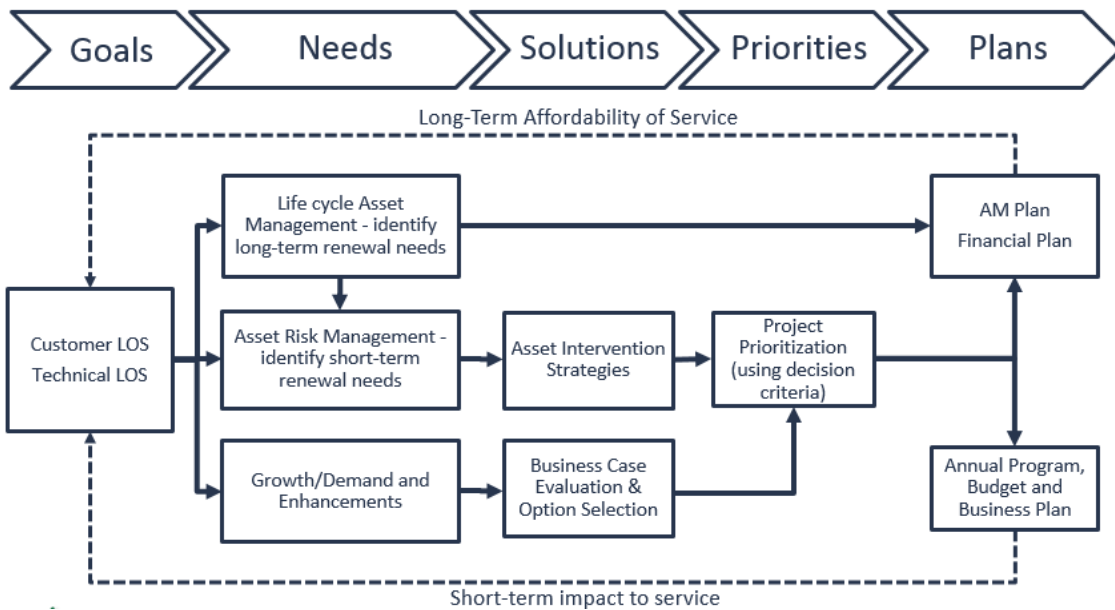 Goals
Needs
Solutions
Priorities
Plans
Long-Term Affordability of Service
Life cycle Asset
Management - identify
long-term renewal needs
AM Plan
Financial Plan
Customer LOS
Technical LOS
Asset Risk Management -
identify short-term
renewal needs
Asset Intervention
Strategies
Project
Prioritization
(using decision
criteria)
Growth/Demand and
Enhancements
Business Case
Evaluation &
Option Selection
Annual Program,
Budget and
Business Plan
Short-term impact to service